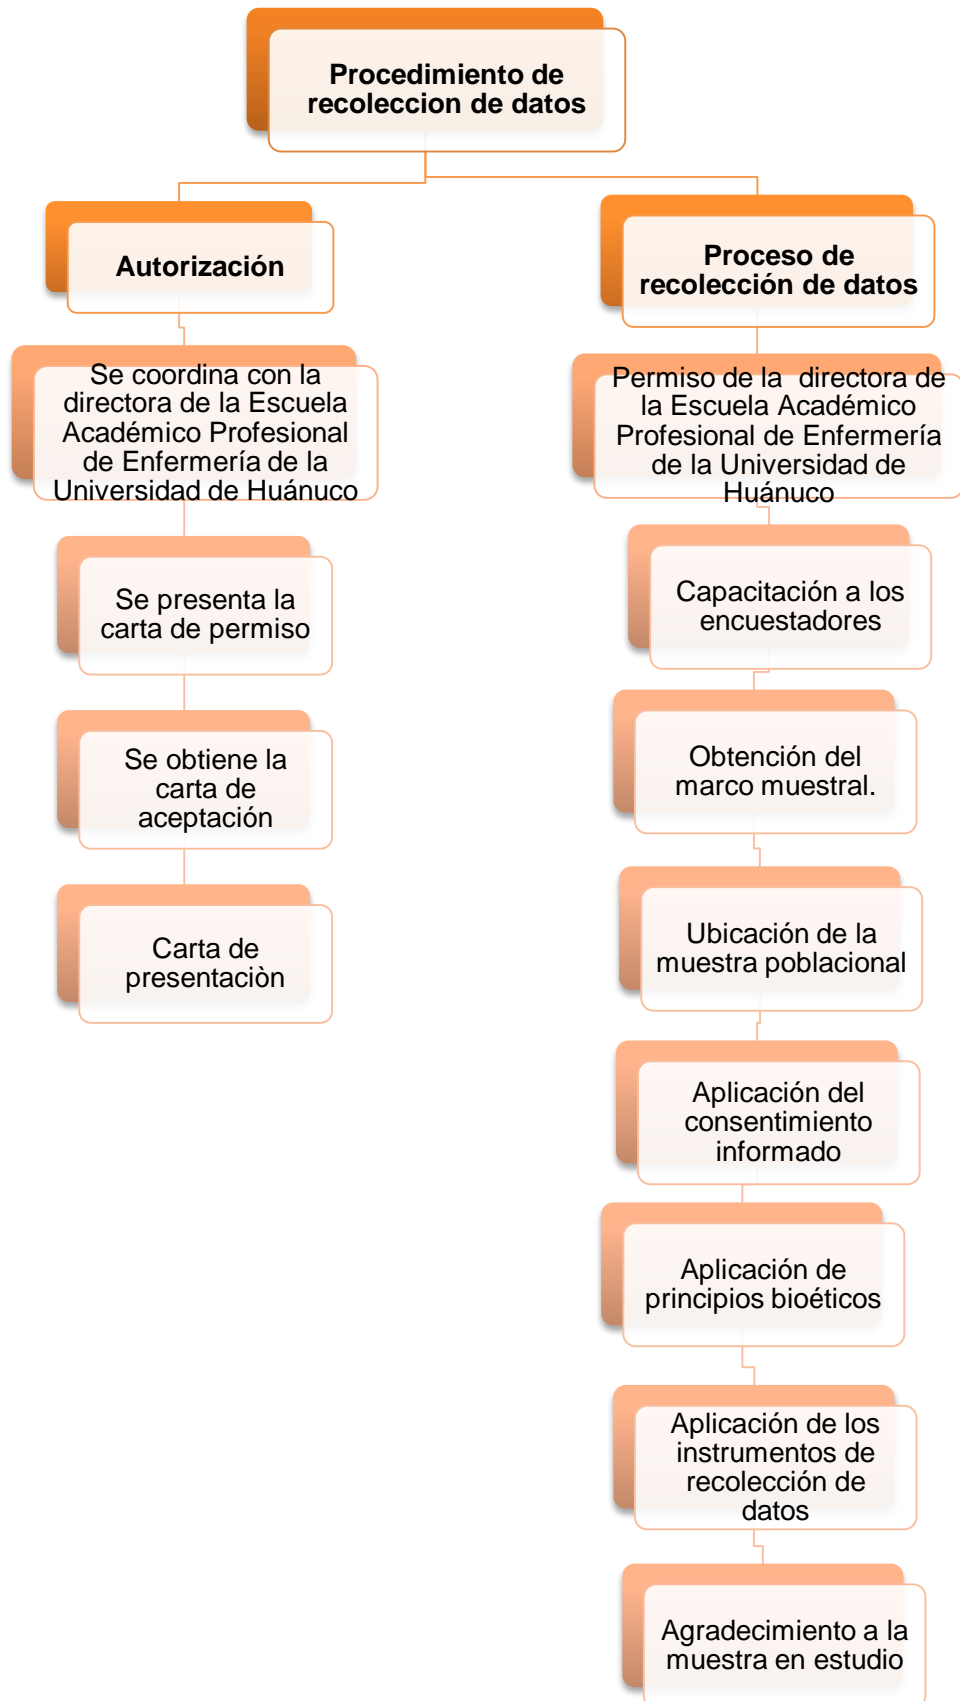 Procedimiento de
recoleccion de datos
Autorización
Se coordina con la
directora de la Escuela
Académico Profesional
de Enfermería de la
Universidad de Huánuco
Se presenta la
carta de permiso
Se obtiene la
carta de
aceptación
Carta de
presentaciòn
Proceso de
recolección de datos
Permiso de la  directora de
la Escuela Académico
Profesional de Enfermería
de la Universidad de
Huánuco
Capacitación a los
encuestadores
Obtención del
marco muestral.
Ubicación de la
muestra poblacional
Aplicación del
consentimiento
informado
Aplicación de
principios bioéticos
Aplicación de los
instrumentos de
recolección de
datos
Agradecimiento a la
muestra en estudio